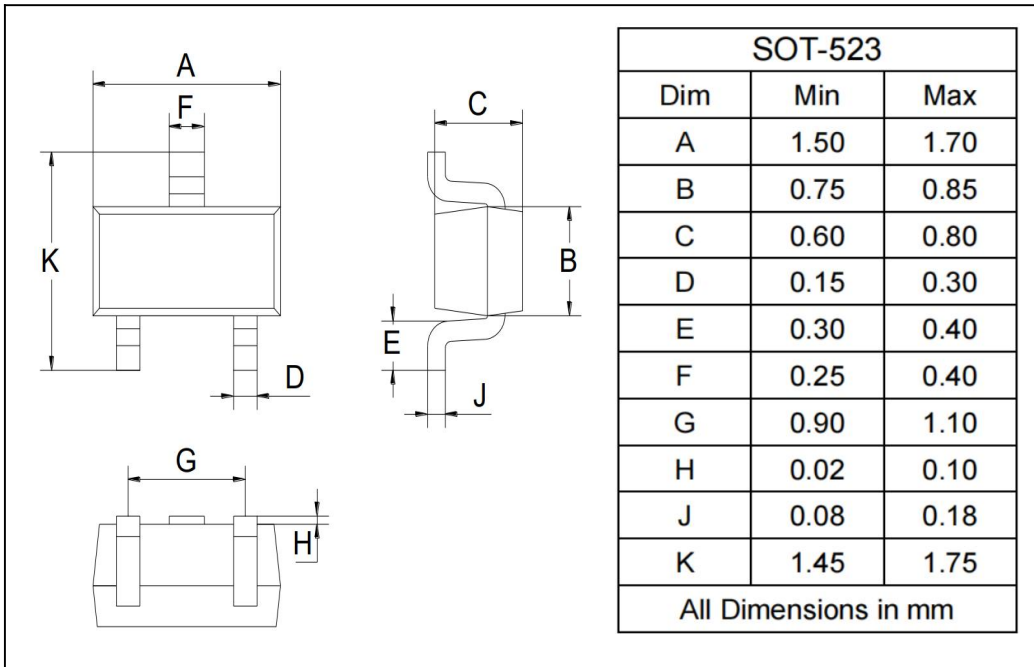 A
F
K
D
C
B
E
J
G
H
SOT-523
Dim Min Max
A 1.50 1.70
B 0.75 0.85
C 0.60 0.80
D 0.15 0.30
E 0.30 0.40
F 0.25 0.40
G 0.90 1.10
H 0.02 0.10
J 0.08 0.18
K 1.45 1.75
All Dimensions in mm